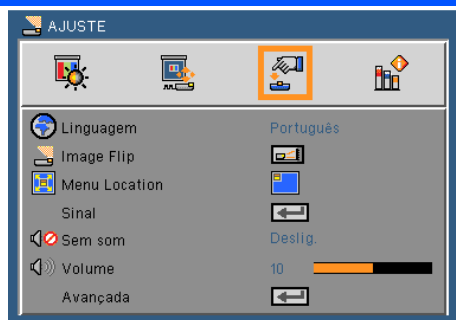 AJUSTE
Linguagem Português
Image Flip
Menu Location
Sinal
Sem som Deslig.
Volume 10
Avançada